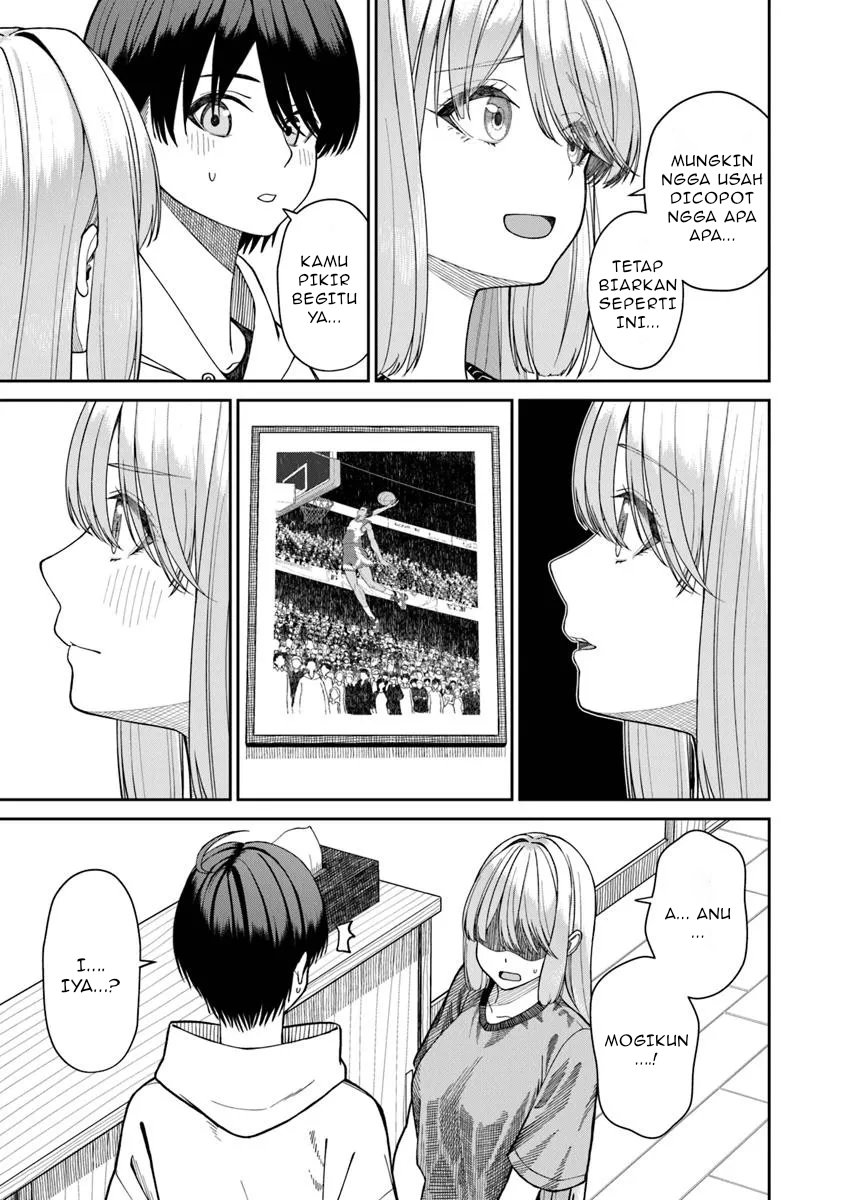 MUNGKIN
NGGA USAH
DICOPOT
NGGA APA
APA...
TETAP
BIARKAN
SEPERTI
INI...
KAMU
PIKIR
BEGITU
YA...
A... ANU
...
MOGIKUN
....!
I....
IYA...?